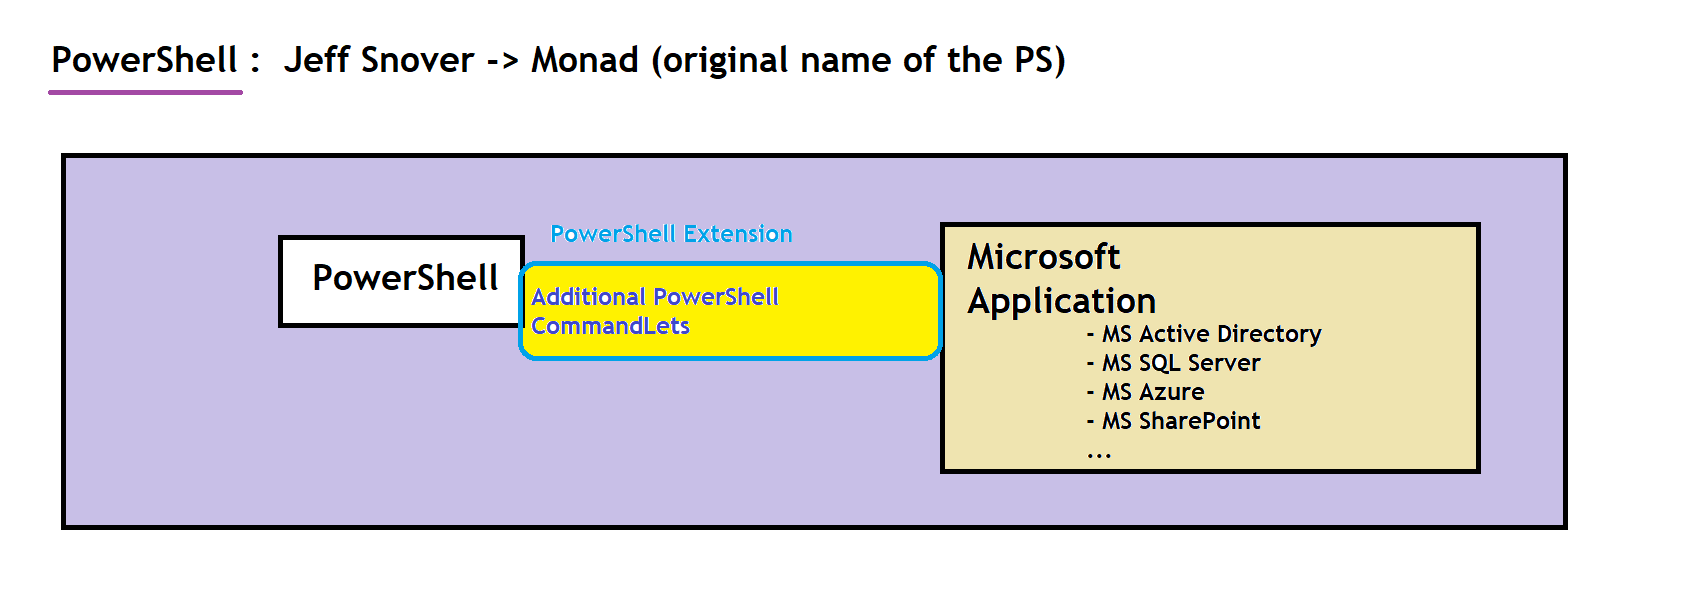 PowerShell :  Jeff Snover -> Monad (original name of the PS)
PowerShell Extension
PowerShell
Additional PowerShell
CommandLets
Microsoft
Application
- MS Active Directory
- MS SQL Server
- MS Azure
- MS SharePoint
...